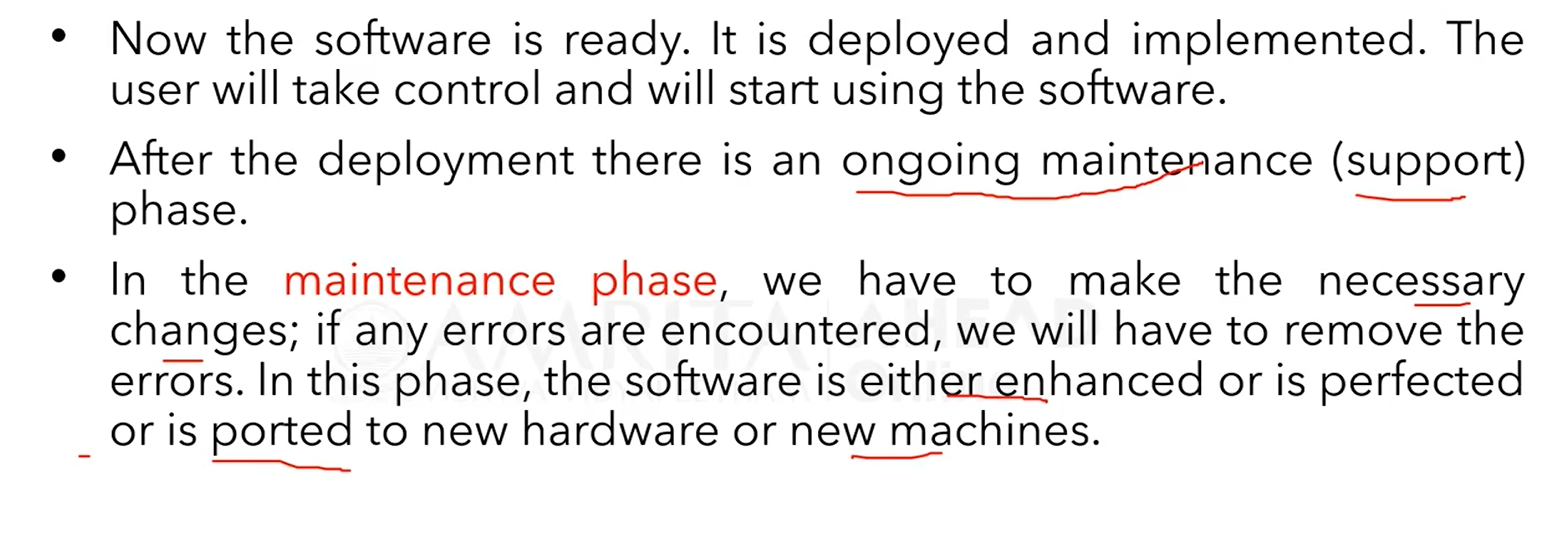 • Now the software is ready. It is deployed and implemented. The
user will take control and will start using the software.
• After the deployment there is an ongoing maintenance (support)
phase.
• In the maintenance phase, we have to make the necessary
changes; if any errors are encountered, we will have to remove the
errors. In this phase, the software is either enhanced or is perfected
or is ported to new hardware or new machines.
AMRITA AHEAD
Online